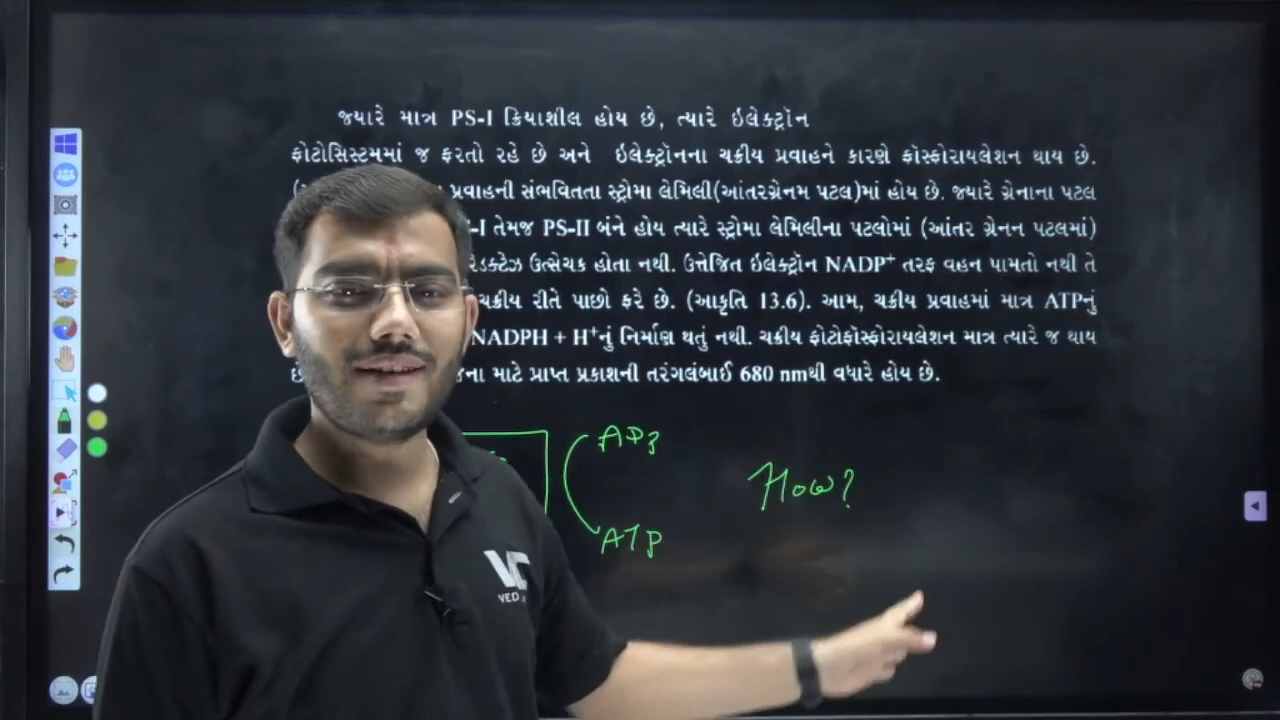 જ્યારે માત્ર PS-I ક્રિયાશીલ હોય છે, ત્યારે ઇલેક્ટ્રૉન
ફોટોસિસ્ટમમાં જ ફરતો રહે છે અને ઇલેક્ટ્રૉનના ચક્રીય પ્રવાહને કારણે ફૉસ્ફોરાયલેશન થાય છે.
પ્રવાહની સંભવિતતા સ્ટ્રોમા લેમિલી(આંતરગ્રેનમ પટલ)માં હોય છે. જ્યારે ગ્રેનાના પટલ
-I તેમજ PS-II બંને હોય ત્યારે સ્ટ્રોમા લેમિલીના પટલોમાં (આંતર ગ્રેનન પટલમાં)
રિડક્ટેઝ ઉત્સેચક હોતા નથી. ઉત્તેજિત ઇલેક્ટ્રૉન NADP⁺ તરફ વહન પામતો નથી તે
ચક્રીય રીતે પાછો ફરે છે. (આકૃતિ 13.6). આમ, ચક્રીય પ્રવાહમાં માત્ર ATPનું
NADPH + H⁺નું નિર્માણ થતું નથી. ચક્રીય ફોટોફૉસ્ફોરાયલેશન માત્ર ત્યારે જ થાય
માટે પ્રાપ્ત પ્રકાશની તરંગલંબાઈ 680 nmથી વધારે હોય છે.
ADP
How?
ATP
VED